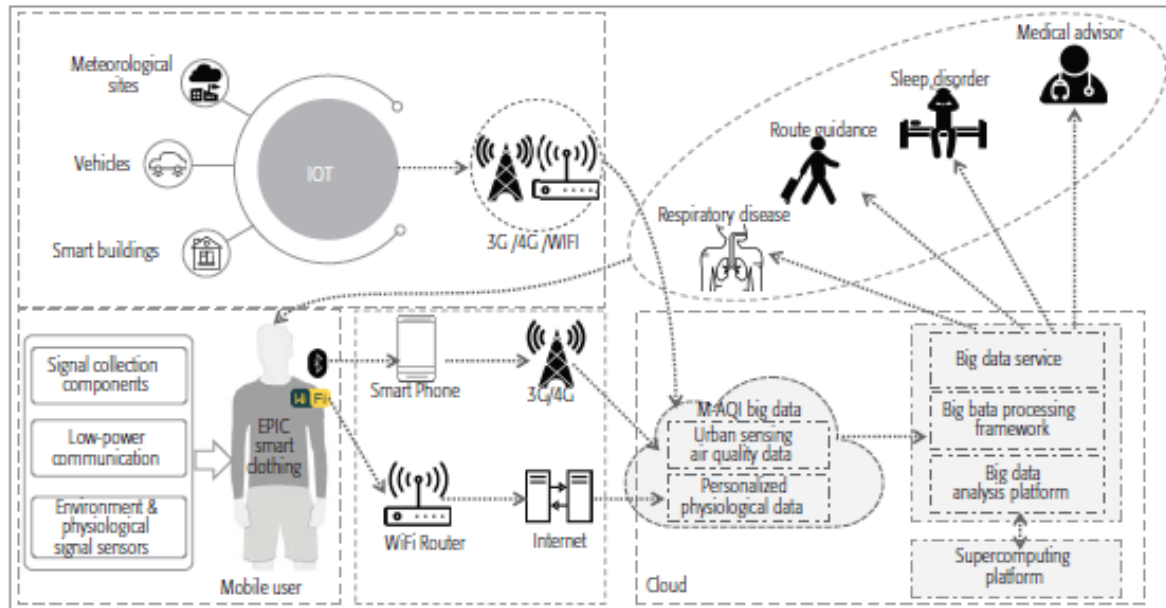 Medical advisor
Meteorological
sites
Sleep disorder
Route guidance
Vehicles
IOT
Respiratory disease
3G /4G /WIFI
Smart buildings
Signal collection
components
Low-power
communication
Environment &
physiological
signal sensors
Wi Fi
EPIC
smart
clothing
Mobile user
Smart Phone
3G/4G
WiFi Router
Internet
M-AQI big data
Urban sensing
air quality data
Personalized
physiological data
Cloud
Big data service
Big bata processing
framework
Big data
analysis platform
Supercomputing
platform